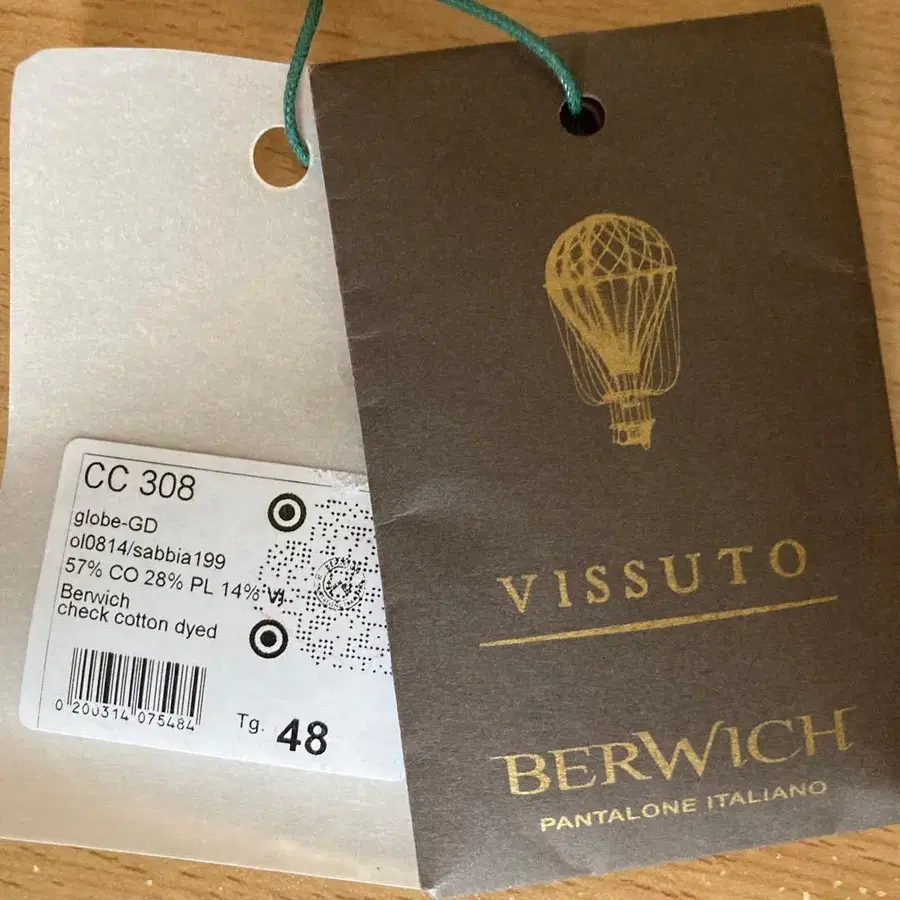 CC 308
globe-GD
ol0814/sabbia199
57% CO 28% PL 14% VI
Berwich
check cotton dyed
0 200314 075484
Tg. 48
VISSUTO
BERWICH
PANTALONE ITALIANO